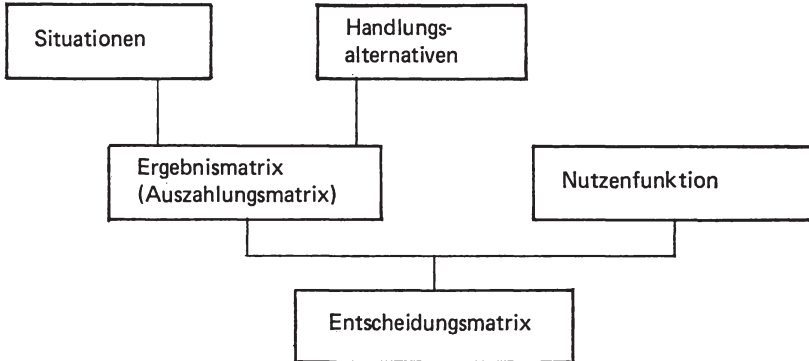 Situationen
Handlungs-
alternativen
Ergebnismatrix
(Auszahlungsmatrix)
Nutzenfunktion
Entscheidungsmatrix